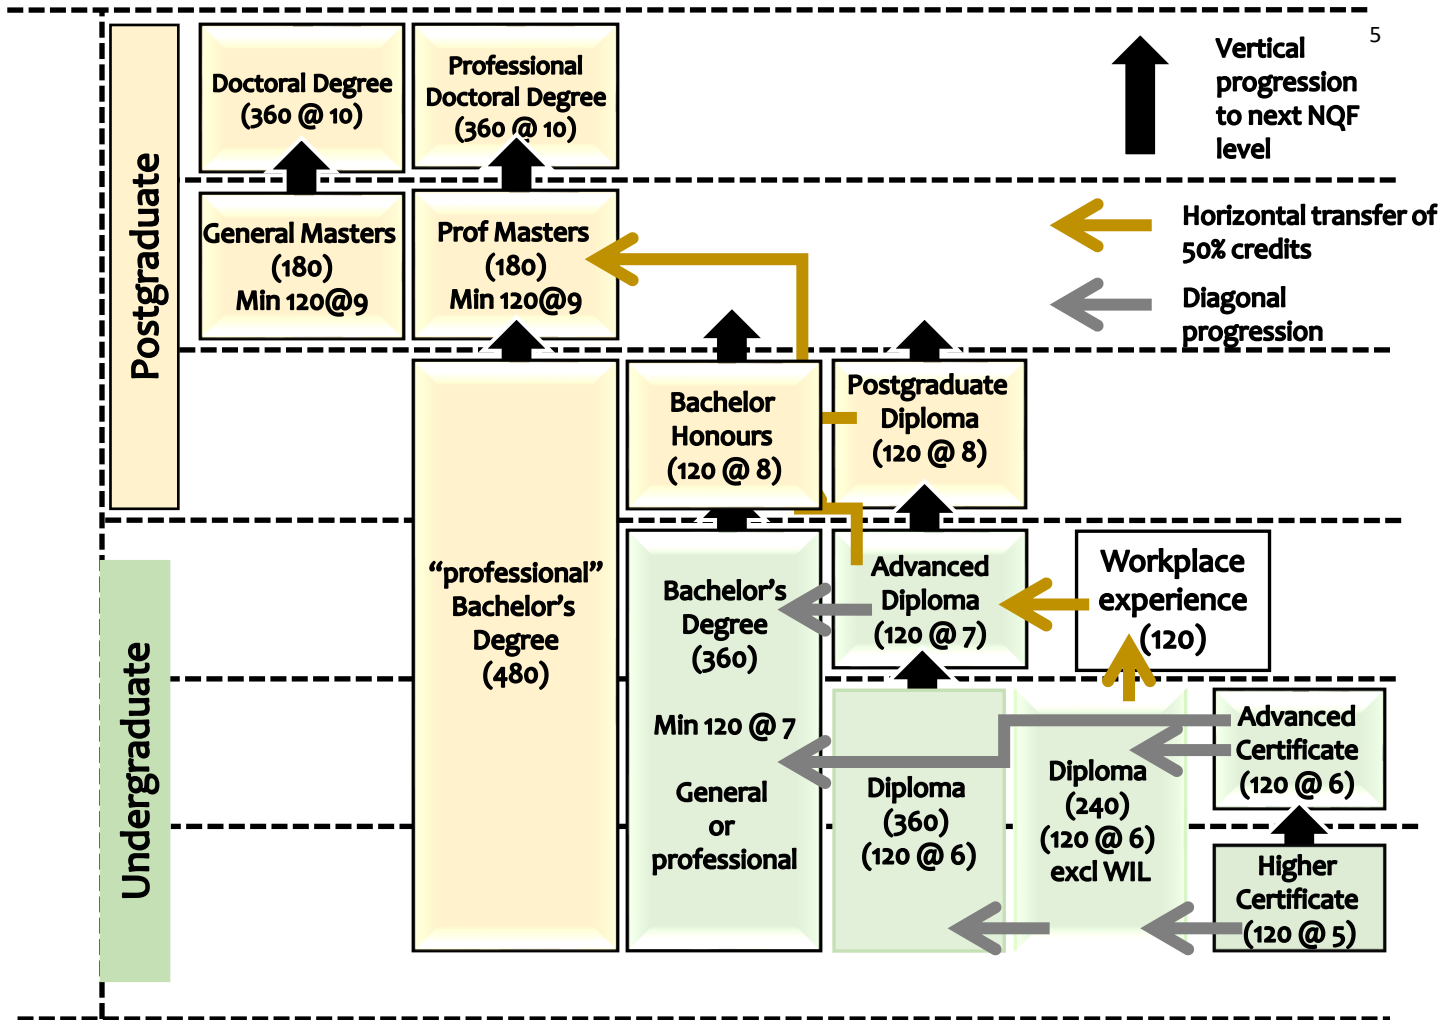 5
Postgraduate
Doctoral Degree
(360 @ 10)
Professional
Doctoral Degree
(360 @ 10)
Vertical
progression
to next NQF
level
General Masters
(180)
Min 120@9
Prof Masters
(180)
Min 120@9
Horizontal transfer of
50% credits
Diagonal
progression
Bachelor
Honours
(120 @ 8)
Postgraduate
Diploma
(120 @ 8)
Undergraduate
“professional”
Bachelor’s
Degree
(480)
Bachelor’s
Degree
(360)
Min 120 @ 7
General
or
professional
Advanced
Diploma
(120 @ 7)
Workplace
experience
(120)
Diploma
(360)
(120 @ 6)
Diploma
(240)
(120 @ 6)
excl WIL
Advanced
Certificate
(120 @ 6)
Higher
Certificate
(120 @ 5)